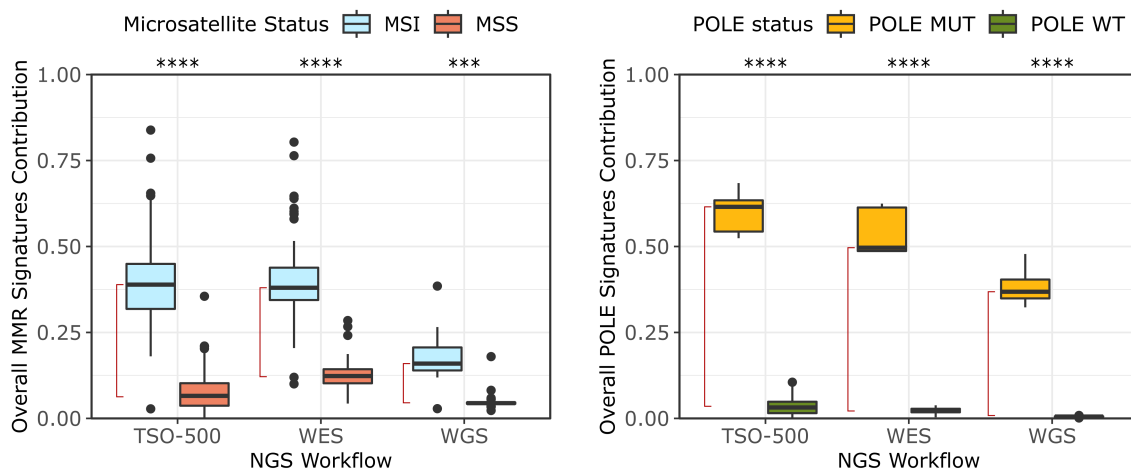 Microsatellite Status MSI MSS
**** **** ***
Overall MMR Signatures Contribution
1.00
0.75
0.50
0.25
0.00
TSO-500 WES WGS
NGS Workflow
POLE status POLE MUT POLE WT
**** **** ****
Overall POLE Signatures Contribution
1.00
0.75
0.50
0.25
0.00
TSO-500 WES WGS
NGS Workflow